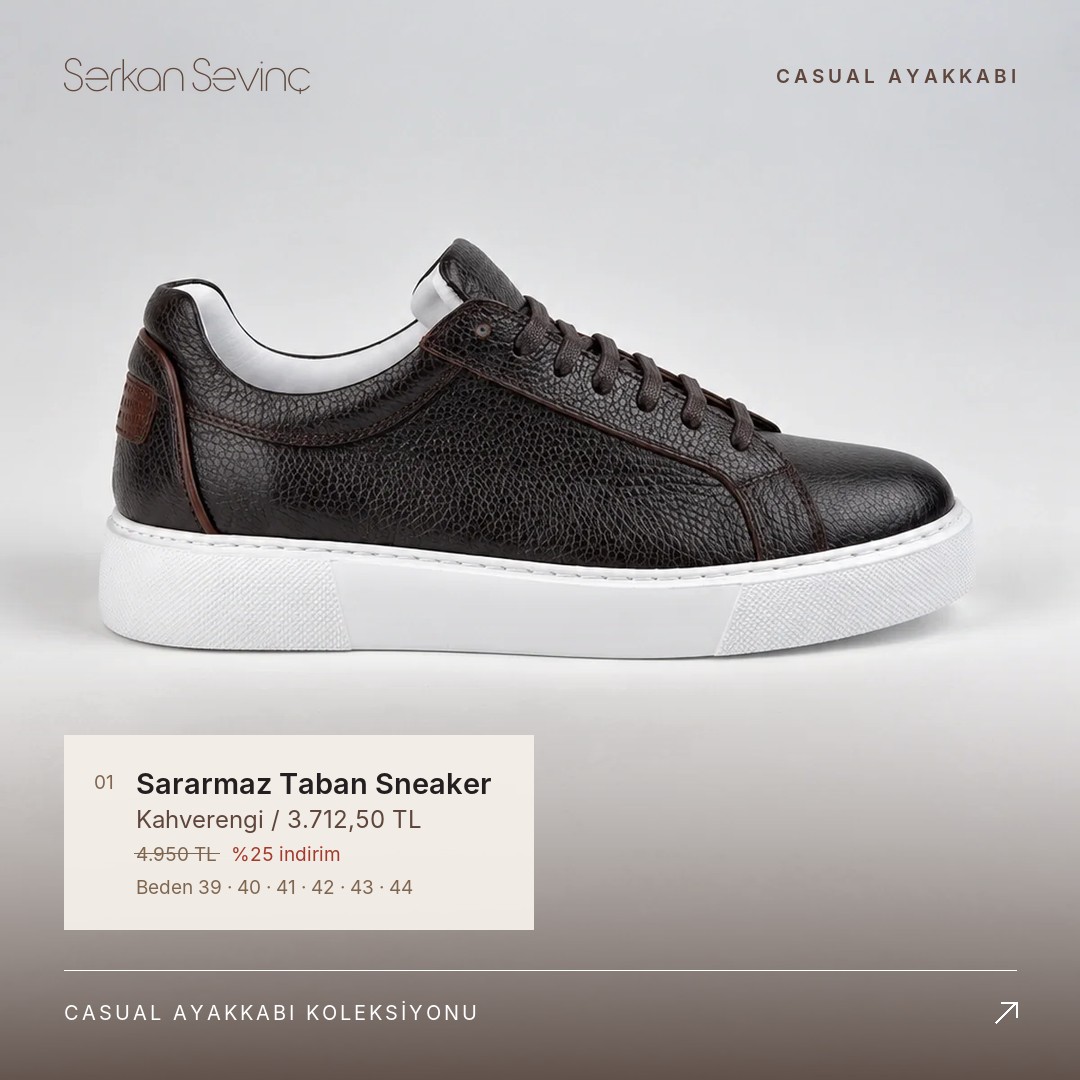 Serkan Sevinç
CASUAL AYAKKABI
01 Sararmaz Taban Sneaker
Kahverengi / 3.712,50 TL
4.950 TL %25 indirim
Beden 39 · 40 · 41 · 42 · 43 · 44
CASUAL AYAKKABI KOLEKSİYONU